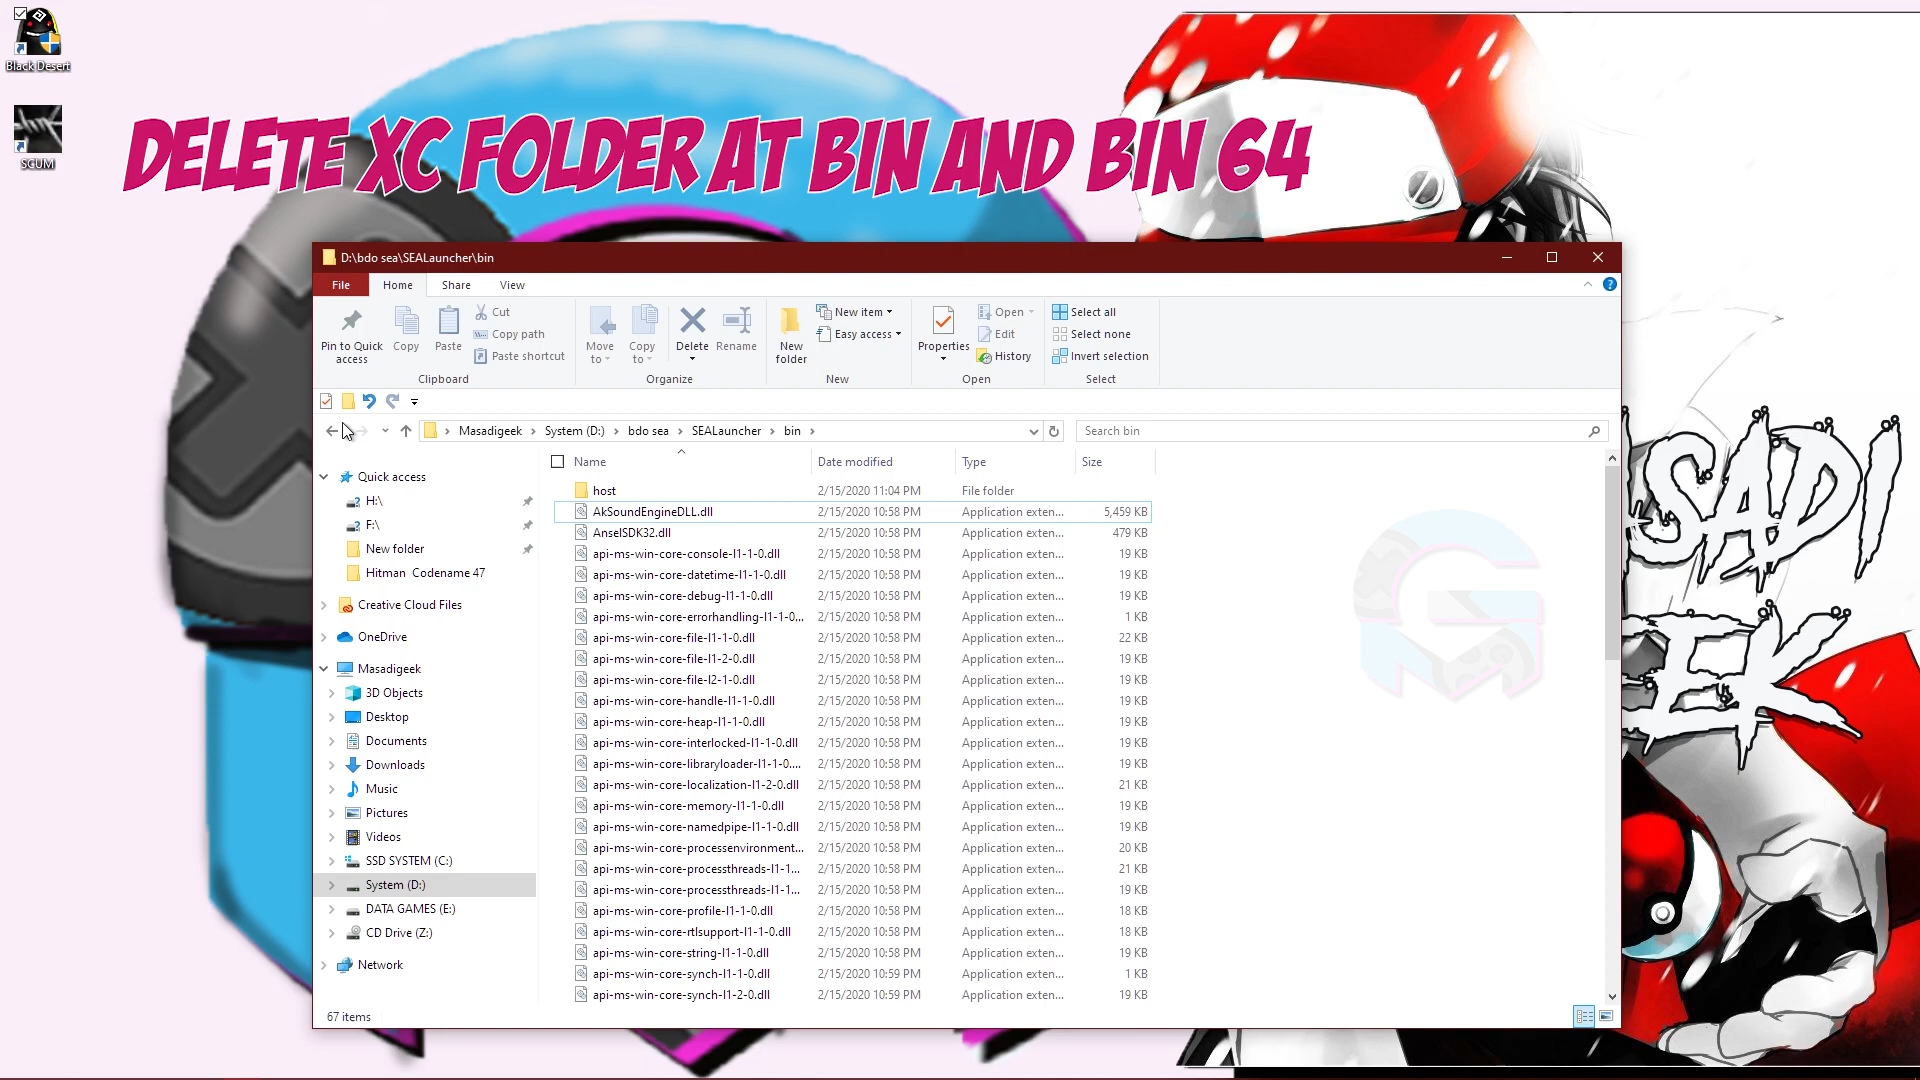 Black Desert
SCUM
DELETE XC FOLDER AT BIN AND BIN 64
D:\bdo sea\SEALauncher\bin
File
Home
Share
View
Pin to Quick access
Copy
Paste
Cut
Copy path
Paste shortcut
Clipboard
Move to
Copy to
Delete
Rename
Organize
New folder
New item
Easy access
New
Properties
Open
Edit
History
Open
Select all
Select none
Invert selection
Select
Masadigeek > System (D:) > bdo sea > SEALauncher > bin >
Search bin
Quick access
H:\
F:\
New folder
Hitman Codename 47
Creative Cloud Files
OneDrive
Masadigeek
3D Objects
Desktop
Documents
Downloads
Music
Pictures
Videos
SSD SYSTEM (C:)
System (D:)
DATA GAMES (E:)
CD Drive (Z:)
Network
Name Date modified Type Size
host 2/15/2020 11:04 PM File folder
AkSoundEngineDLL.dll 2/15/2020 10:58 PM Application exten... 5,459 KB
AnselSDK32.dll 2/15/2020 10:58 PM Application exten... 479 KB
api-ms-win-core-console-l1-1-0.dll 2/15/2020 10:58 PM Application exten... 19 KB
api-ms-win-core-datetime-l1-1-0.dll 2/15/2020 10:58 PM Application exten... 19 KB
api-ms-win-core-debug-l1-1-0.dll 2/15/2020 10:58 PM Application exten... 19 KB
api-ms-win-core-errorhandling-l1-1-0... 2/15/2020 10:58 PM Application exten... 1 KB
api-ms-win-core-file-l1-1-0.dll 2/15/2020 10:58 PM Application exten... 22 KB
api-ms-win-core-file-l1-2-0.dll 2/15/2020 10:58 PM Application exten... 19 KB
api-ms-win-core-file-l2-1-0.dll 2/15/2020 10:58 PM Application exten... 19 KB
api-ms-win-core-handle-l1-1-0.dll 2/15/2020 10:58 PM Application exten... 19 KB
api-ms-win-core-heap-l1-1-0.dll 2/15/2020 10:58 PM Application exten... 19 KB
api-ms-win-core-interlocked-l1-1-0.dll 2/15/2020 10:58 PM Application exten... 19 KB
api-ms-win-core-libraryloader-l1-1-0.... 2/15/2020 10:58 PM Application exten... 19 KB
api-ms-win-core-localization-l1-2-0.dll 2/15/2020 10:58 PM Application exten... 21 KB
api-ms-win-core-memory-l1-1-0.dll 2/15/2020 10:58 PM Application exten... 19 KB
api-ms-win-core-namedpipe-l1-1-0.dll 2/15/2020 10:58 PM Application exten... 19 KB
api-ms-win-core-processenvironment... 2/15/2020 10:58 PM Application exten... 20 KB
api-ms-win-core-processthreads-l1-1... 2/15/2020 10:58 PM Application exten... 21 KB
api-ms-win-core-processthreads-l1-1... 2/15/2020 10:58 PM Application exten... 19 KB
api-ms-win-core-profile-l1-1-0.dll 2/15/2020 10:58 PM Application exten... 18 KB
api-ms-win-core-rtlsupport-l1-1-0.dll 2/15/2020 10:58 PM Application exten... 18 KB
api-ms-win-core-string-l1-1-0.dll 2/15/2020 10:58 PM Application exten... 19 KB
api-ms-win-core-synch-l1-1-0.dll 2/15/2020 10:59 PM Application exten... 1 KB
api-ms-win-core-synch-l1-2-0.dll 2/15/2020 10:59 PM Application exten... 19 KB
67 items